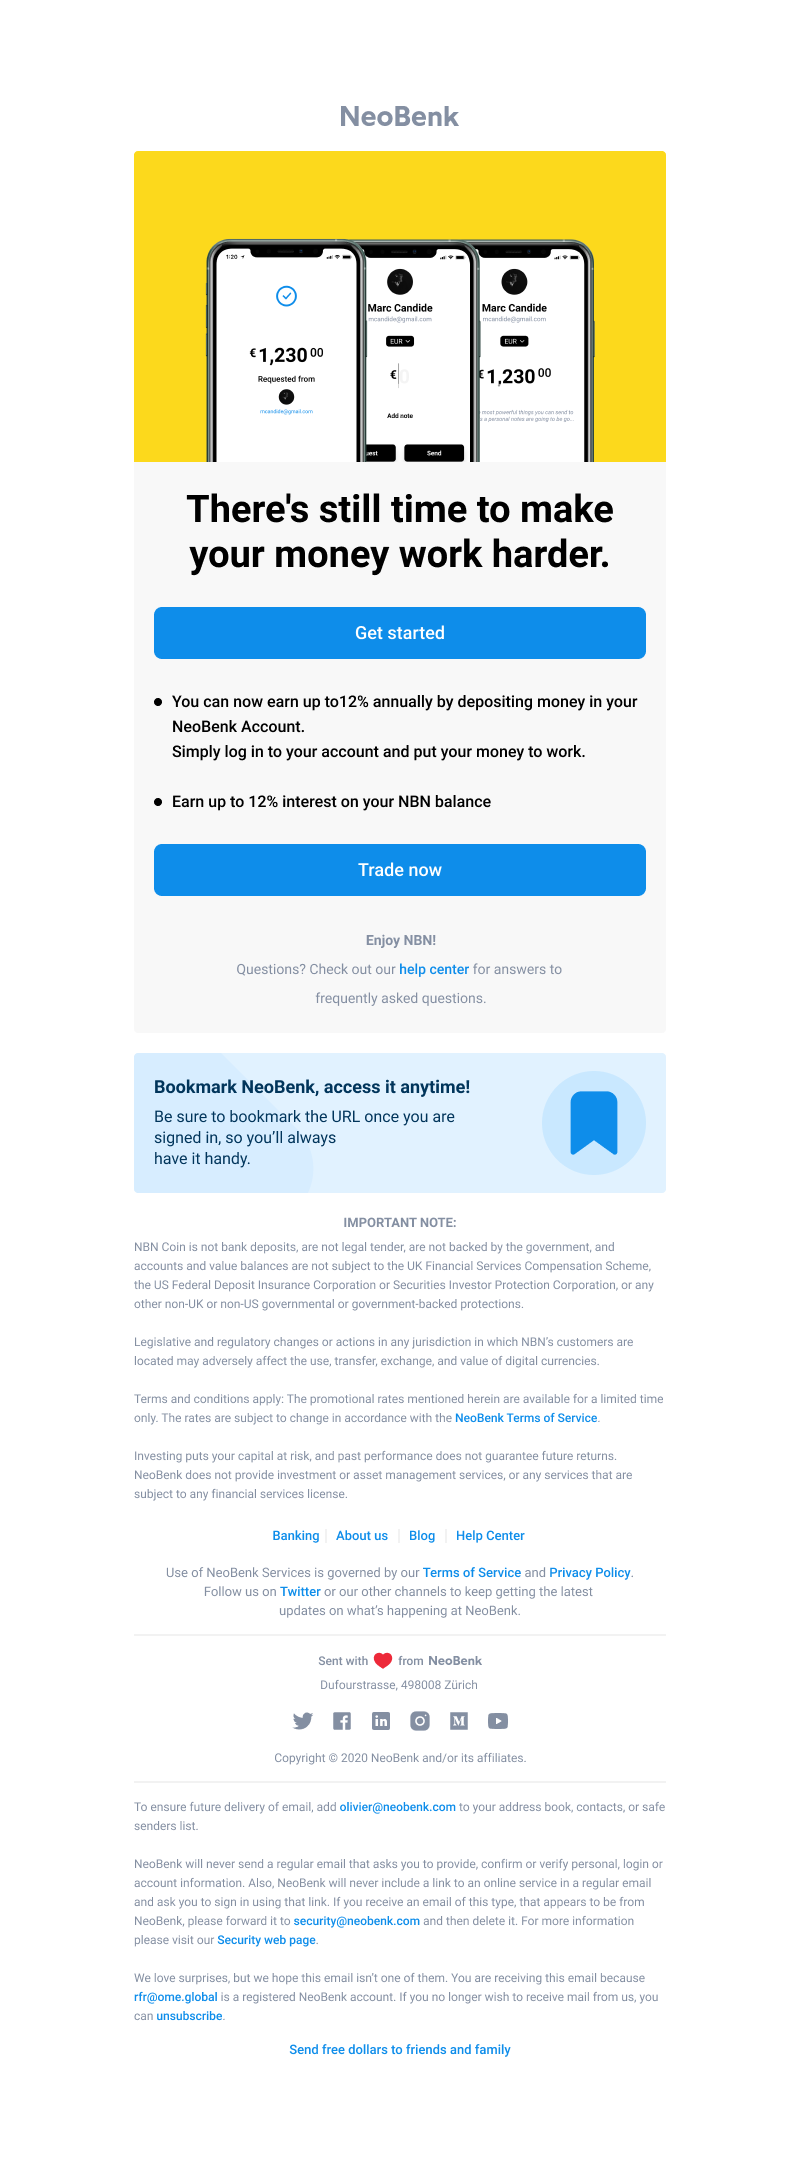 NeoBenk
1:20
€ 1,230 00
Requested from
mcandide@gmail.com
Marc Candide
mcandide@gmail.com
EUR
€ 0
Add note
Send
Marc Candide
mcandide@gmail.com
EUR
€ 1,230 00
most powerful things you can send to
a personal notes are going to be go...
There's still time to make
your money work harder.
Get started
You can now earn up to12% annually by depositing money in your
NeoBenk Account.
Simply log in to your account and put your money to work.
Earn up to 12% interest on your NBN balance
Trade now
Enjoy NBN!
Questions? Check out our help center for answers to
frequently asked questions.
Bookmark NeoBenk, access it anytime!
Be sure to bookmark the URL once you are
signed in, so you’ll always
have it handy.
IMPORTANT NOTE:
NBN Coin is not bank deposits, are not legal tender, are not backed by the government, and
accounts and value balances are not subject to the UK Financial Services Compensation Scheme,
the US Federal Deposit Insurance Corporation or Securities Investor Protection Corporation, or any
other non-UK or non-US governmental or government-backed protections.
Legislative and regulatory changes or actions in any jurisdiction in which NBN’s customers are
located may adversely affect the use, transfer, exchange, and value of digital currencies.
Terms and conditions apply: The promotional rates mentioned herein are available for a limited time
only. The rates are subject to change in accordance with the NeoBenk Terms of Service.
Investing puts your capital at risk, and past performance does not guarantee future returns.
NeoBenk does not provide investment or asset management services, or any services that are
subject to any financial services license.
Banking | About us | Blog | Help Center
Use of NeoBenk Services is governed by our Terms of Service and Privacy Policy.
Follow us on Twitter or our other channels to keep getting the latest
updates on what’s happening at NeoBenk.
Sent with from NeoBenk
Dufourstrasse, 498008 Zürich
Copyright © 2020 NeoBenk and/or its affiliates.
To ensure future delivery of email, add olivier@neobenk.com to your address book, contacts, or safe
senders list.
NeoBenk will never send a regular email that asks you to provide, confirm or verify personal, login or
account information. Also, NeoBenk will never include a link to an online service in a regular email
and ask you to sign in using that link. If you receive an email of this type, that appears to be from
NeoBenk, please forward it to security@neobenk.com and then delete it. For more information
please visit our Security web page.
We love surprises, but we hope this email isn’t one of them. You are receiving this email because
rfr@ome.global is a registered NeoBenk account. If you no longer wish to receive mail from us, you
can unsubscribe.
Send free dollars to friends and family